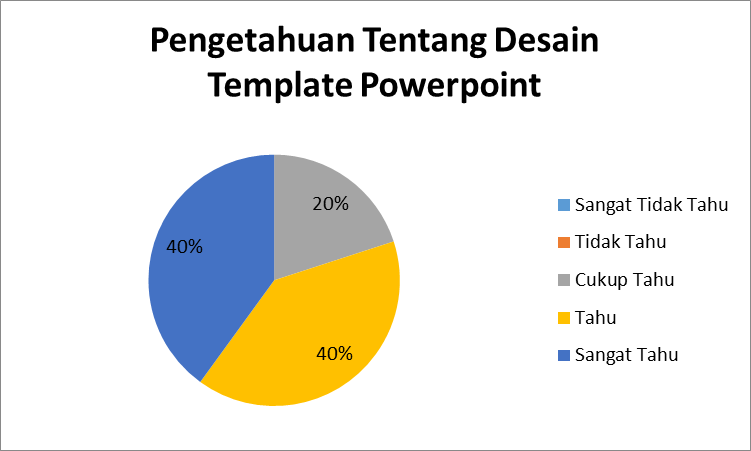 Pengetahuan Tentang Desain
Template Powerpoint
20%
40%
40%
Sangat Tidak Tahu
Tidak Tahu
Cukup Tahu
Tahu
Sangat Tahu